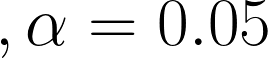 , α = 0.05